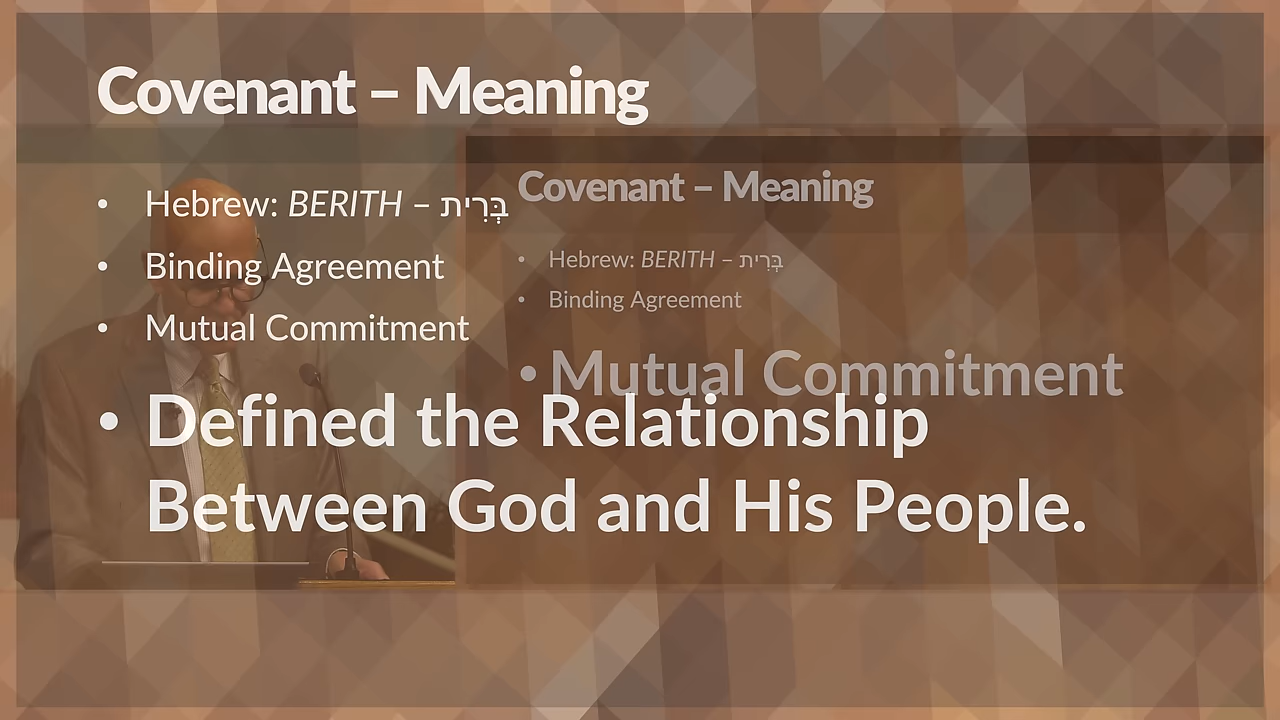 Covenant – Meaning
• Hebrew: BERITH – בְּרִית
• Binding Agreement
• Mutual Commitment
• Defined the Relationship
Between God and His People.
Covenant – Meaning
• Hebrew: BERITH – בְּרִית
• Binding Agreement
• Mutual Commitment